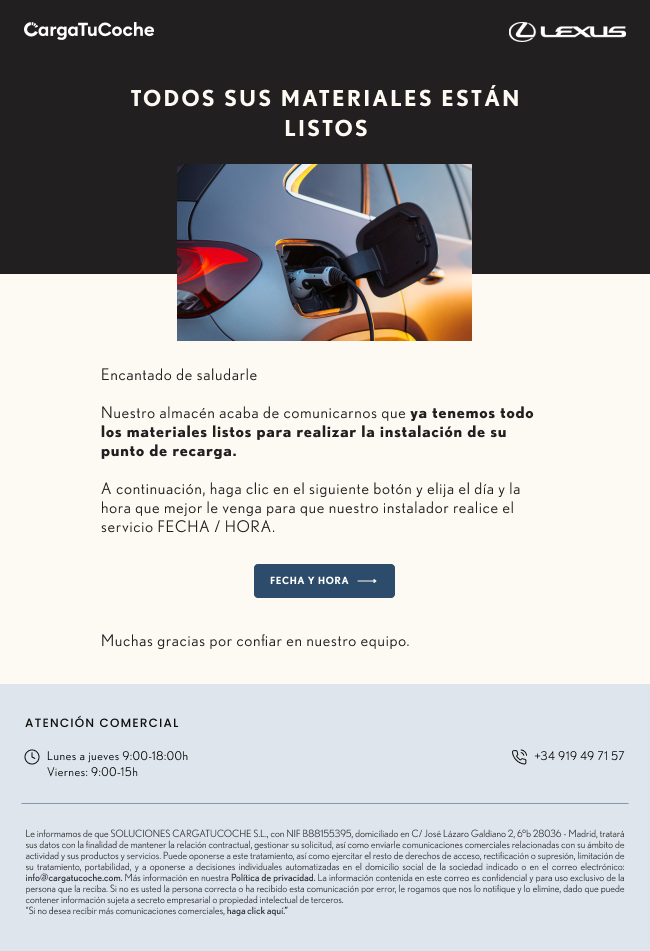 CargaTuCoche
LEXUS
TODOS SUS MATERIALES ESTÁN
LISTOS
Encantado de saludarle
Nuestro almacén acaba de comunicarnos que ya tenemos todo
los materiales listos para realizar la instalación de su
punto de recarga.
A continuación, haga clic en el siguiente botón y elija el día y la
hora que mejor le venga para que nuestro instalador realice el
servicio FECHA / HORA.
FECHA Y HORA
Muchas gracias por confiar en nuestro equipo.
ATENCIÓN COMERCIAL
Lunes a jueves 9:00-18:00h
Viernes: 9:00-15h
+34 919 49 71 57
Le informamos de que SOLUCIONES CARGATUCOCHE S.L., con NIF B88155395, domiciliado en C/ José Lázaro Galdiano 2, 6ºb 28036 - Madrid, tratará
sus datos con la finalidad de mantener la relación contractual, gestionar su solicitud, así como enviarle comunicaciones comerciales relacionadas con su ámbito de
actividad y sus productos y servicios. Puede oponerse a este tratamiento, así como ejercitar el resto de derechos de acceso, rectificación o supresión, limitación de
su tratamiento, portabilidad, y a oponerse a decisiones individuales automatizadas en el domicilio social de la sociedad indicado o en el correo electrónico:
info@cargatucoche.com. Más información en nuestra Política de privacidad. La información contenida en este correo es confidencial y para uso exclusivo de la
persona que la reciba. Si no es usted la persona correcta o ha recibido esta comunicación por error, le rogamos que nos lo notifique y lo elimine, dado que puede
contener información sujeta a secreto empresarial o propiedad intelectual de terceros.
"Si no desea recibir más comunicaciones comerciales, haga click aquí."